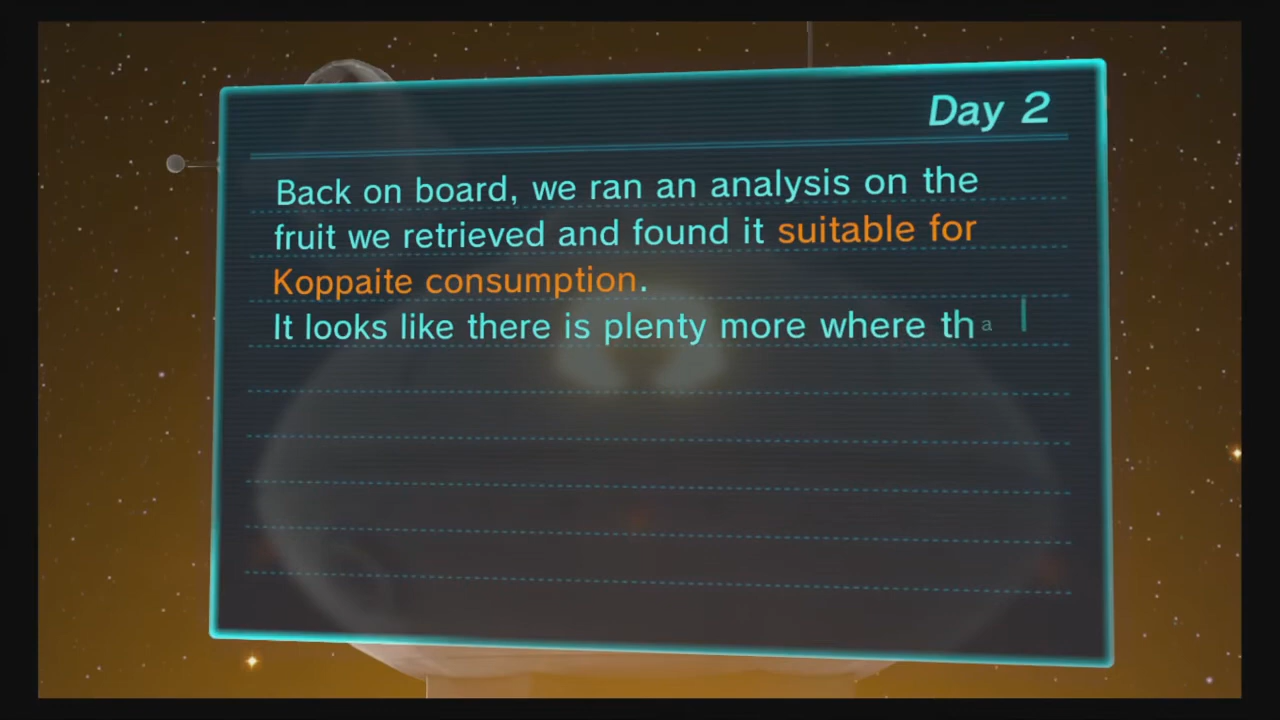 Day 2
Back on board, we ran an analysis on the
fruit we retrieved and found it suitable for
Koppaite consumption.
It looks like there is plenty more where tha